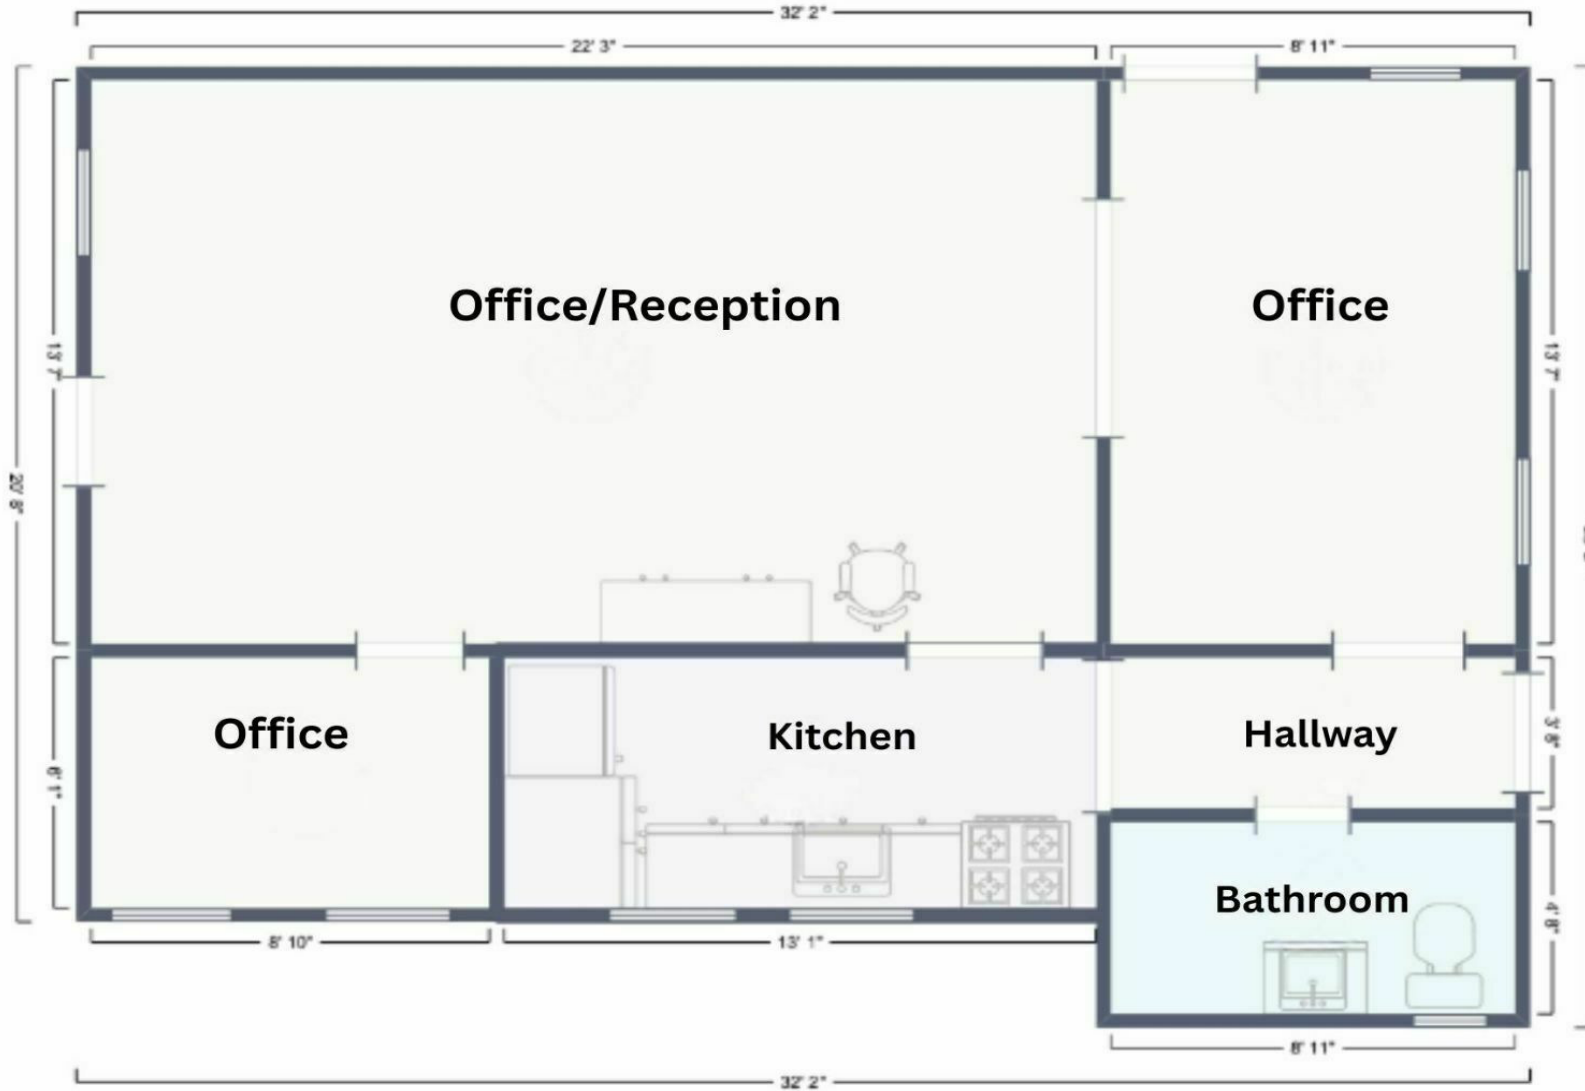 32' 2"
22' 3"
8' 11"
Office/Reception
Office
13' 7"
13' 7"
20' 8"
Office
Kitchen
Hallway
3' 8"
6' 1"
Bathroom
4' 8"
8' 10"
13' 1"
8' 11"
32' 2"